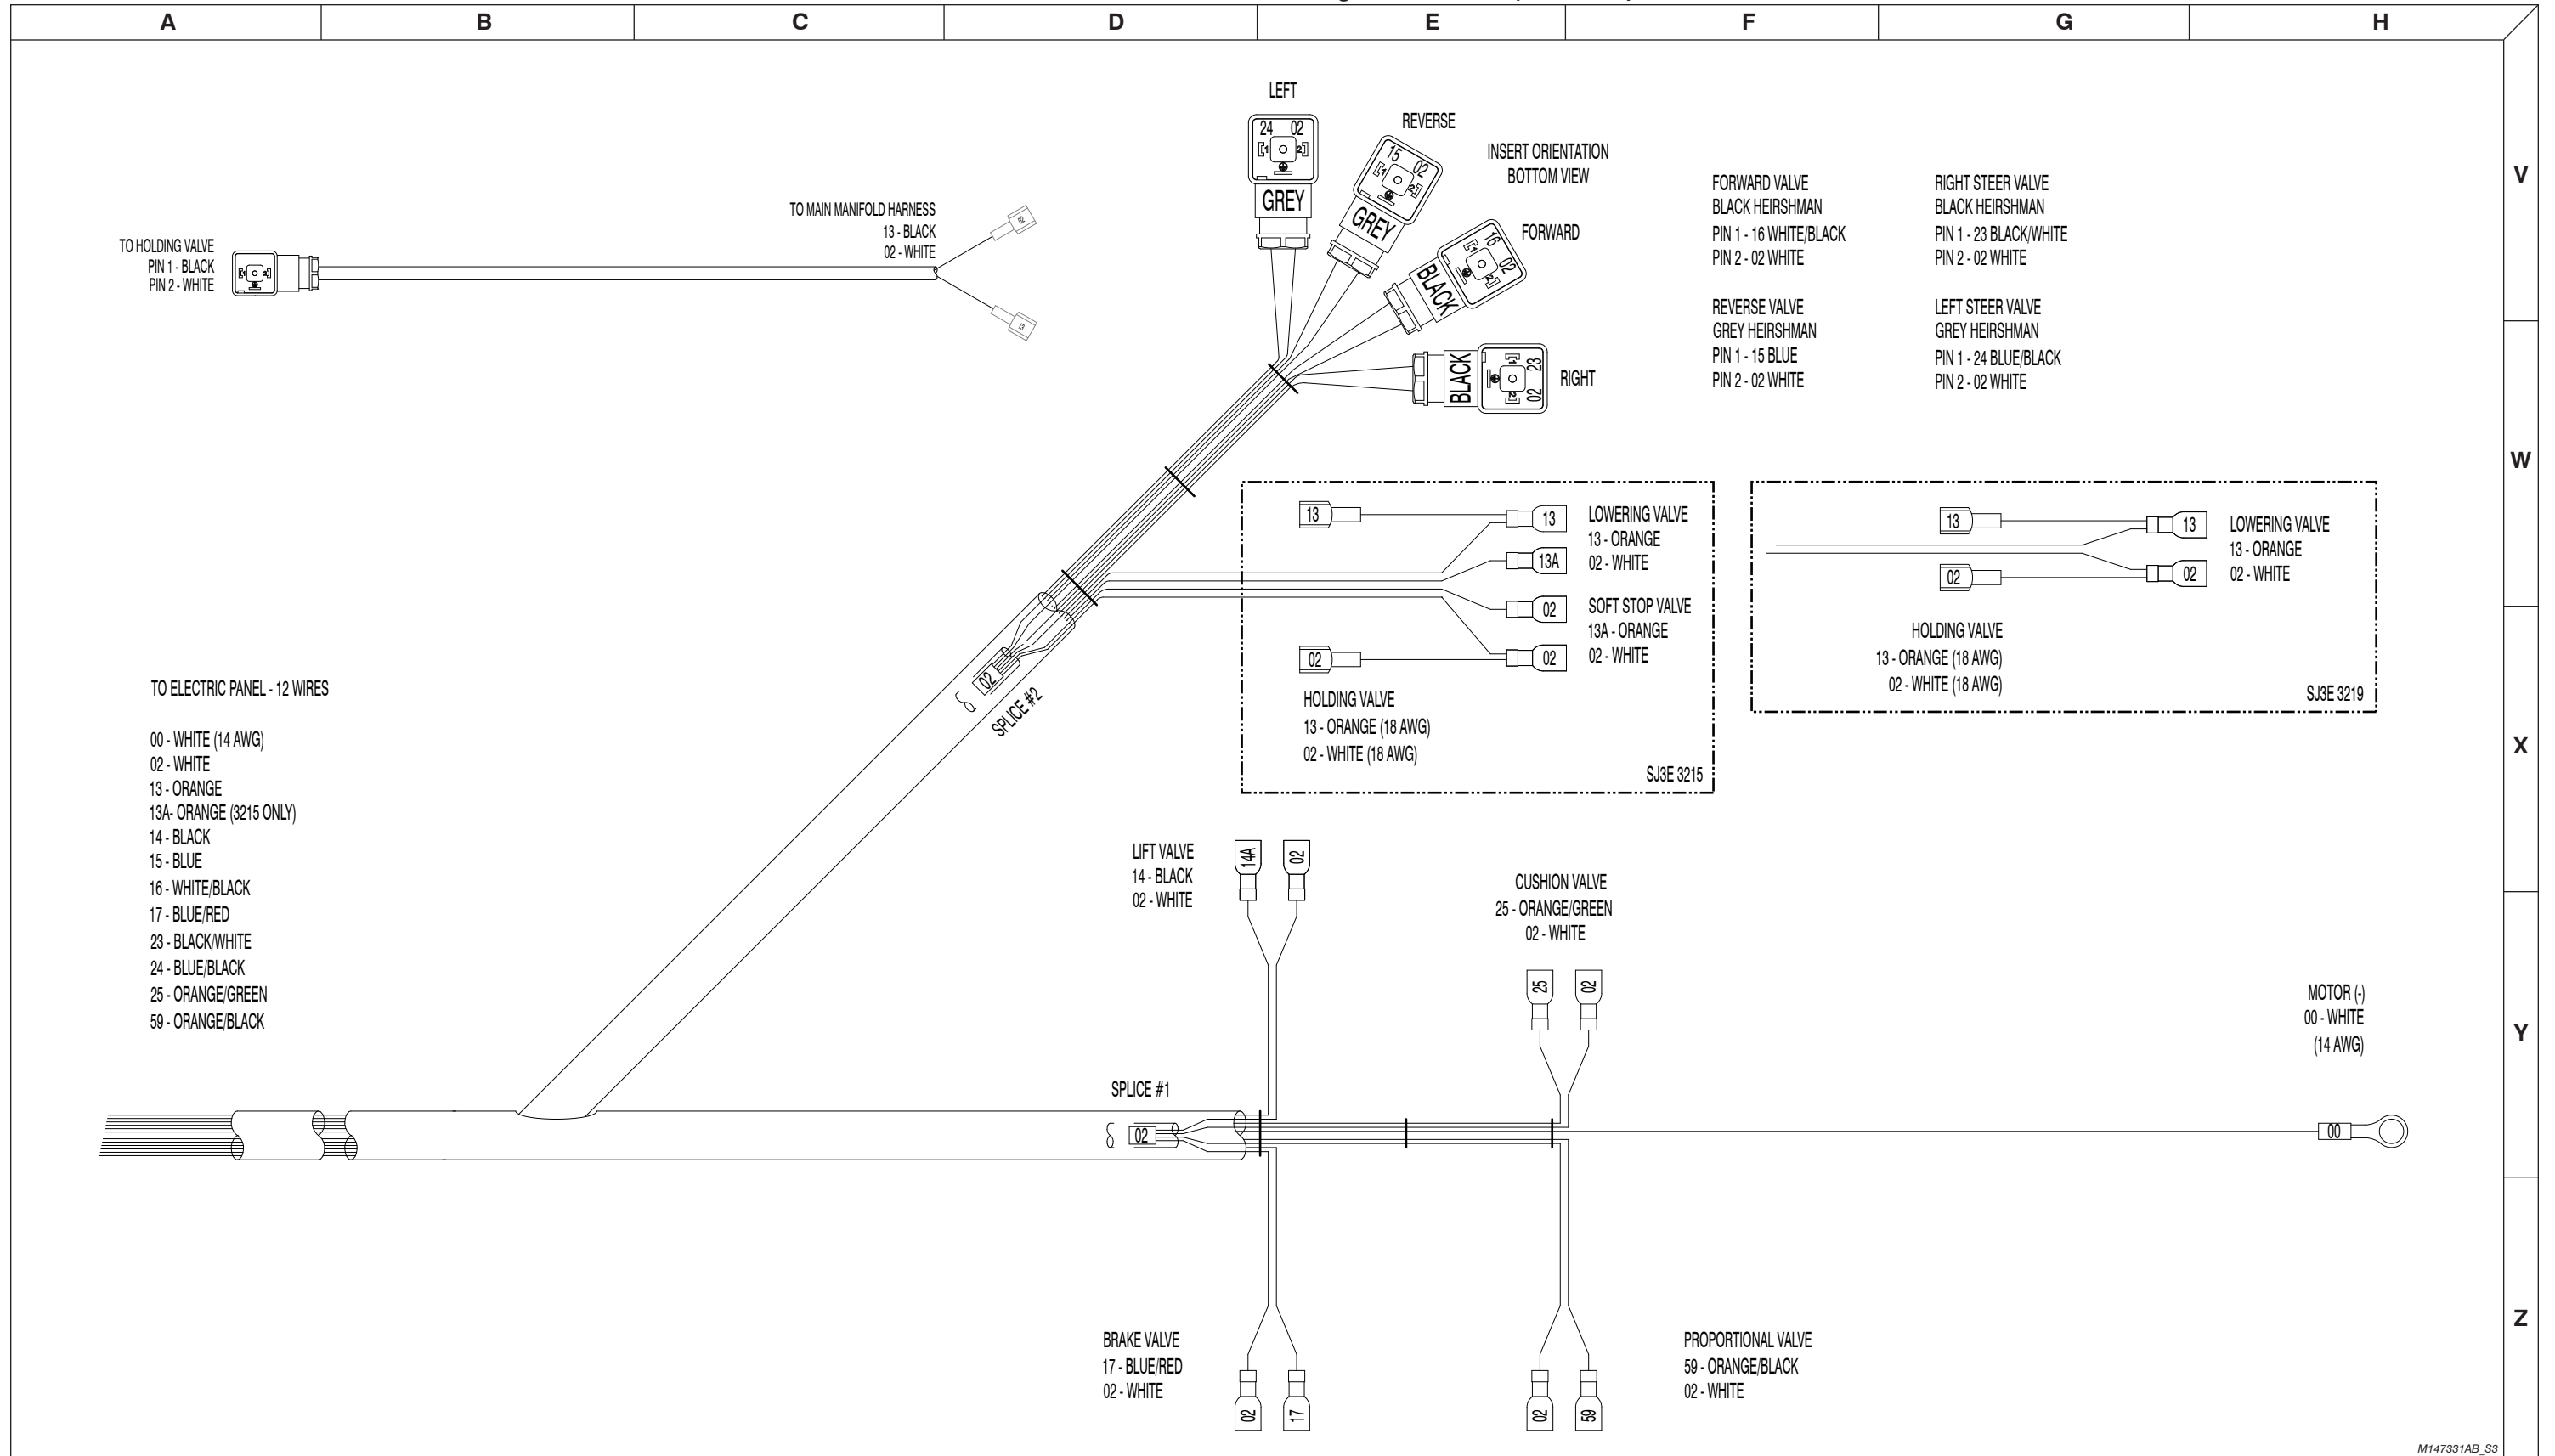 A B C D E F G H
V
W
X
Y
Z
TO HOLDING VALVE
PIN 1 - BLACK
PIN 2 - WHITE
1 2
TO MAIN MANIFOLD HARNESS
13 - BLACK
02 - WHITE
02
13
LEFT
24 02
1 2
GREY
REVERSE
15 02
1 2
GREY
INSERT ORIENTATION
BOTTOM VIEW
FORWARD
16 02
1 2
BLACK
RIGHT
23 02
1 2
BLACK
FORWARD VALVE
BLACK HEIRSHMAN
PIN 1 - 16 WHITE/BLACK
PIN 2 - 02 WHITE
RIGHT STEER VALVE
BLACK HEIRSHMAN
PIN 1 - 23 BLACK/WHITE
PIN 2 - 02 WHITE
REVERSE VALVE
GREY HEIRSHMAN
PIN 1 - 15 BLUE
PIN 2 - 02 WHITE
LEFT STEER VALVE
GREY HEIRSHMAN
PIN 1 - 24 BLUE/BLACK
PIN 2 - 02 WHITE
13
13
13A
02
02
02
LOWERING VALVE
13 - ORANGE
02 - WHITE
SOFT STOP VALVE
13A - ORANGE
02 - WHITE
HOLDING VALVE
13 - ORANGE (18 AWG)
02 - WHITE (18 AWG)
SJ3E 3215
13
13
02
02
LOWERING VALVE
13 - ORANGE
02 - WHITE
HOLDING VALVE
13 - ORANGE (18 AWG)
02 - WHITE (18 AWG)
SJ3E 3219
02
SPLICE #2
TO ELECTRIC PANEL - 12 WIRES
00 - WHITE (14 AWG)
02 - WHITE
13 - ORANGE
13A- ORANGE (3215 ONLY)
14 - BLACK
15 - BLUE
16 - WHITE/BLACK
17 - BLUE/RED
23 - BLACK/WHITE
24 - BLUE/BLACK
25 - ORANGE/GREEN
59 - ORANGE/BLACK
LIFT VALVE
14 - BLACK
02 - WHITE
14A
02
CUSHION VALVE
25 - ORANGE/GREEN
02 - WHITE
25
02
MOTOR (-)
00 - WHITE
(14 AWG)
00
SPLICE #1
02
BRAKE VALVE
17 - BLUE/RED
02 - WHITE
02
17
02
59
PROPORTIONAL VALVE
59 - ORANGE/BLACK
02 - WHITE
M147331AB_S3